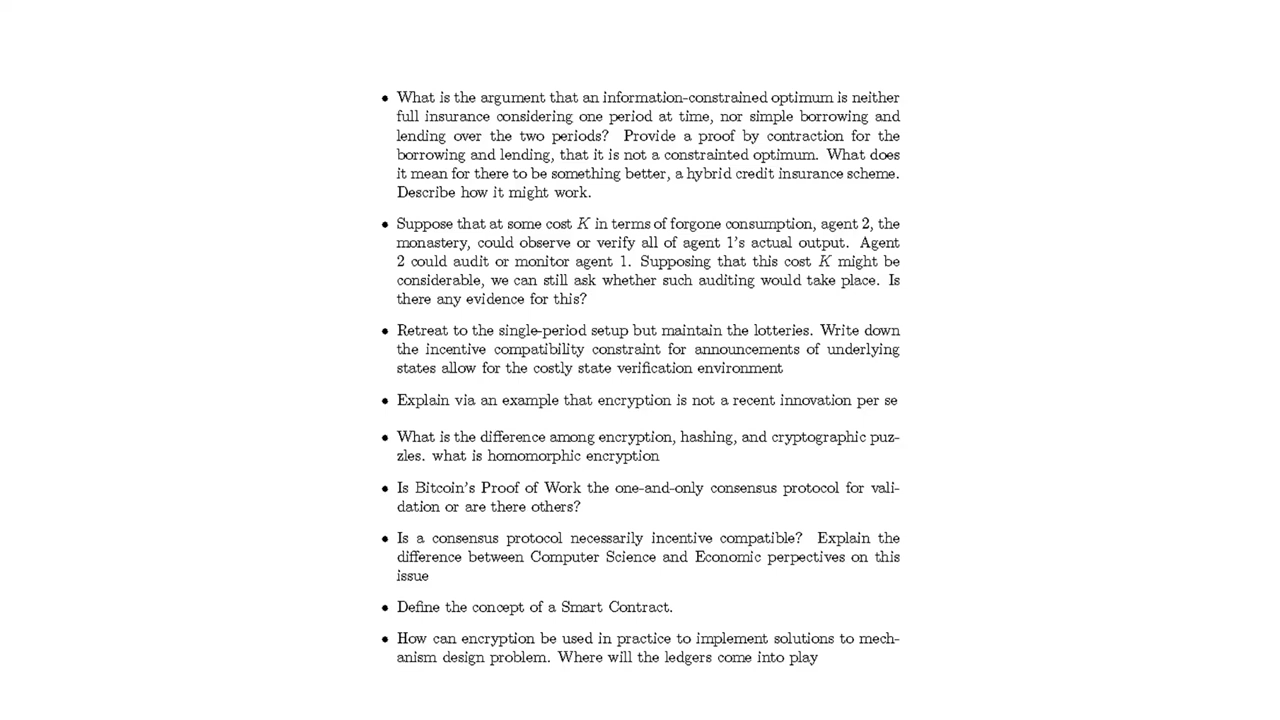 • What is the argument that an information-constrained optimum is neither
full insurance considering one period at time, nor simple borrowing and
lending over the two periods? Provide a proof by contraction for the
borrowing and lending, that it is not a constrainted optimum. What does
it mean for there to be something better, a hybrid credit insurance scheme.
Describe how it might work.
• Suppose that at some cost K in terms of forgone consumption, agent 2, the
monastery, could observe or verify all of agent 1's actual output. Agent
2 could audit or monitor agent 1. Supposing that this cost K might be
considerable, we can still ask whether such auditing would take place. Is
there any evidence for this?
• Retreat to the single-period setup but maintain the lotteries. Write down
the incentive compatibility constraint for announcements of underlying
states allow for the costly state verification environment
• Explain via an example that encryption is not a recent innovation per se
• What is the difference among encryption, hashing, and cryptographic puz-
zles. what is homomorphic encryption
• Is Bitcoin's Proof of Work the one-and-only consensus protocol for vali-
dation or are there others?
• Is a consensus protocol necessarily incentive compatible? Explain the
difference between Computer Science and Economic perpectives on this
issue
• Define the concept of a Smart Contract.
• How can encryption be used in practice to implement solutions to mech-
anism design problem. Where will the ledgers come into play